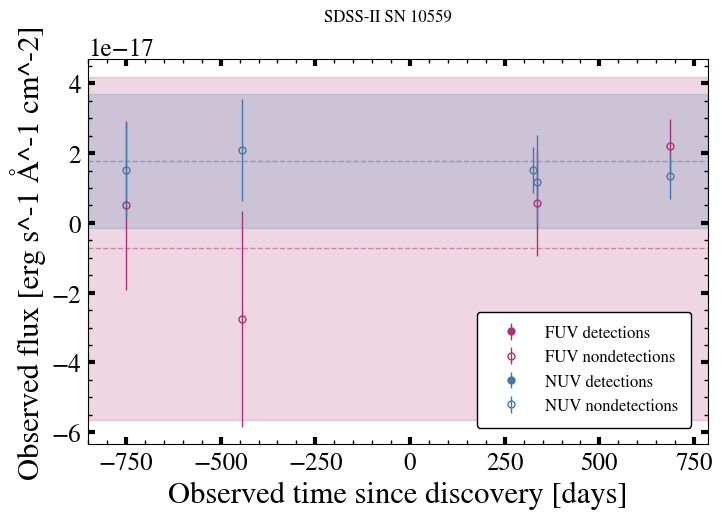 SDSS-II SN 10559
1e−17
Observed flux [erg s^-1 Å^-1 cm^-2]
4
2
0
−2
−4
−6
FUV detections
FUV nondetections
NUV detections
NUV nondetections
−750 −500 −250 0 250 500 750
Observed time since discovery [days]